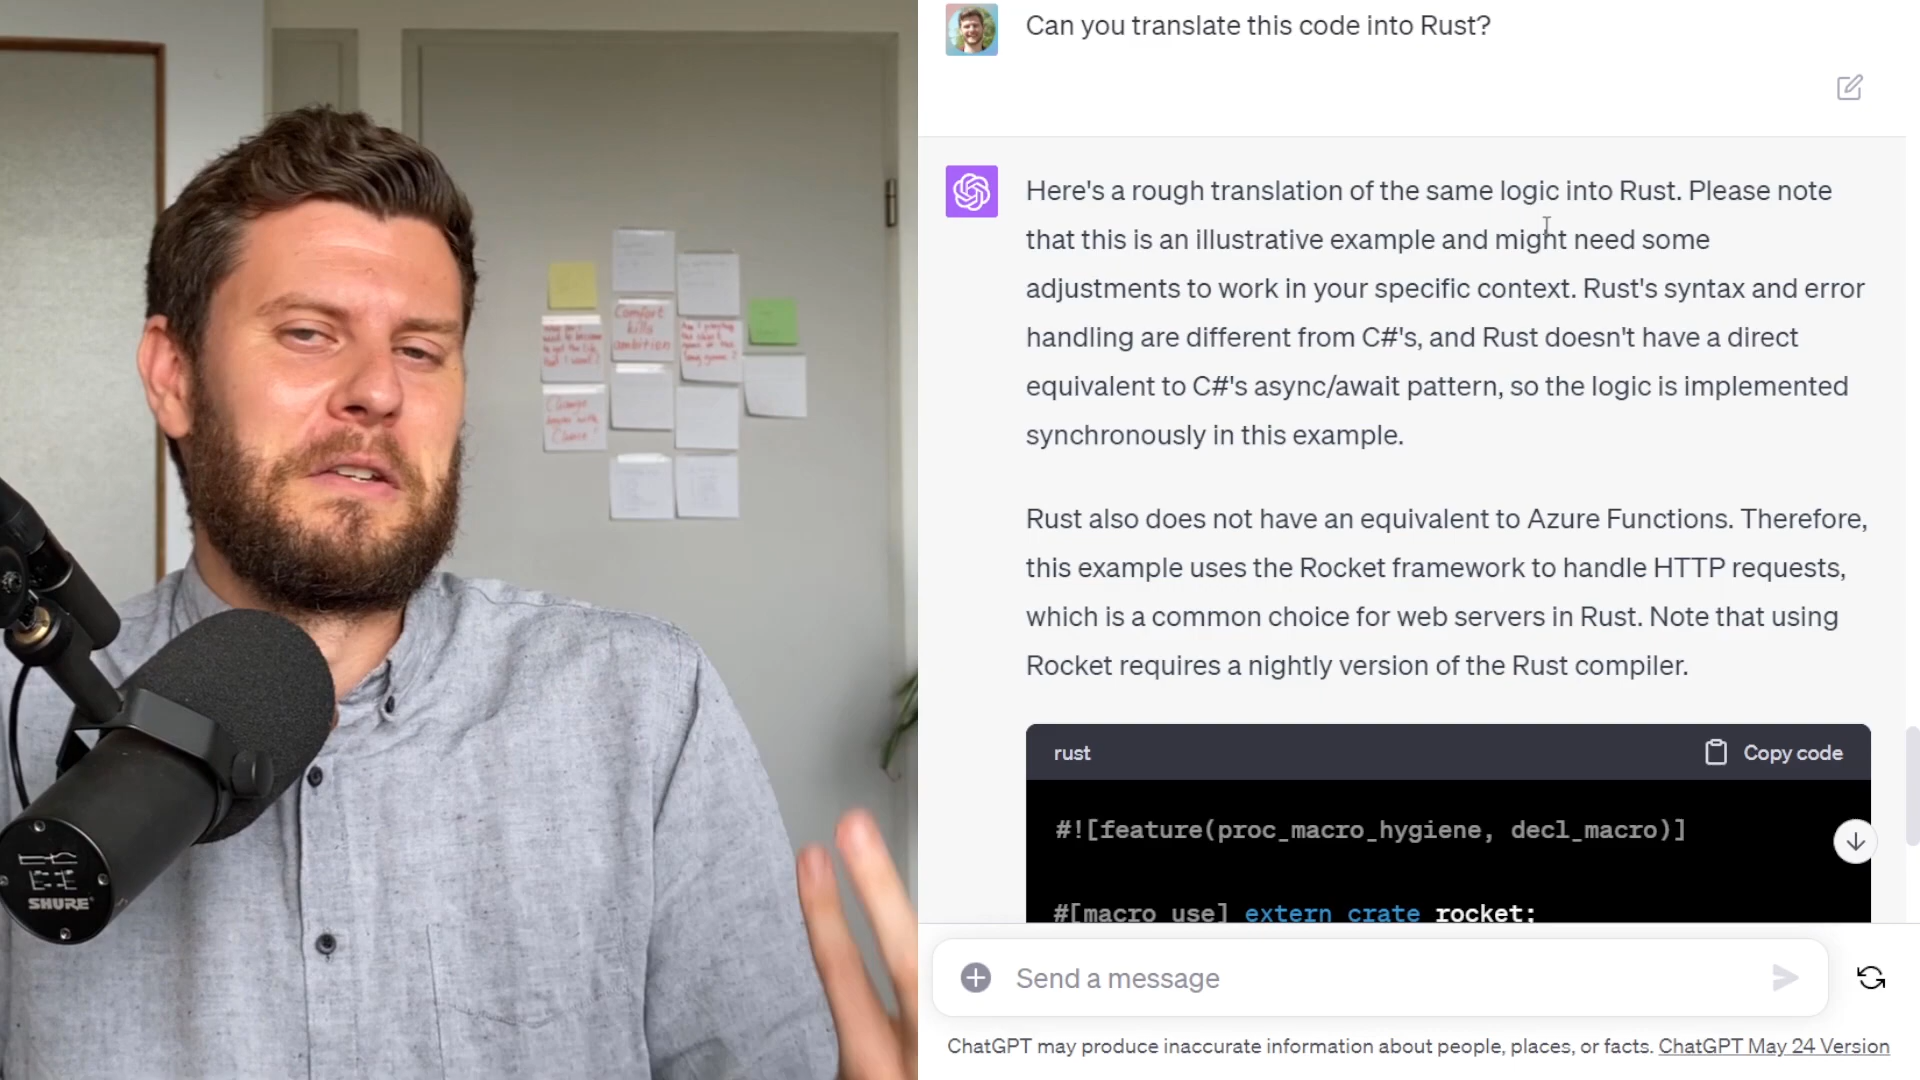 Comfort
kills
ambition
SHURE
Can you translate this code into Rust?
Here's a rough translation of the same logic into Rust. Please note
that this is an illustrative example and might need some
adjustments to work in your specific context. Rust's syntax and error
handling are different from C#'s, and Rust doesn't have a direct
equivalent to C#'s async/await pattern, so the logic is implemented
synchronously in this example.
Rust also does not have an equivalent to Azure Functions. Therefore,
this example uses the Rocket framework to handle HTTP requests,
which is a common choice for web servers in Rust. Note that using
Rocket requires a nightly version of the Rust compiler.
rust
Copy code
#![feature(proc_macro_hygiene, decl_macro)]
#[macro_use] extern crate rocket;
Send a message
ChatGPT may produce inaccurate information about people, places, or facts. ChatGPT May 24 Version